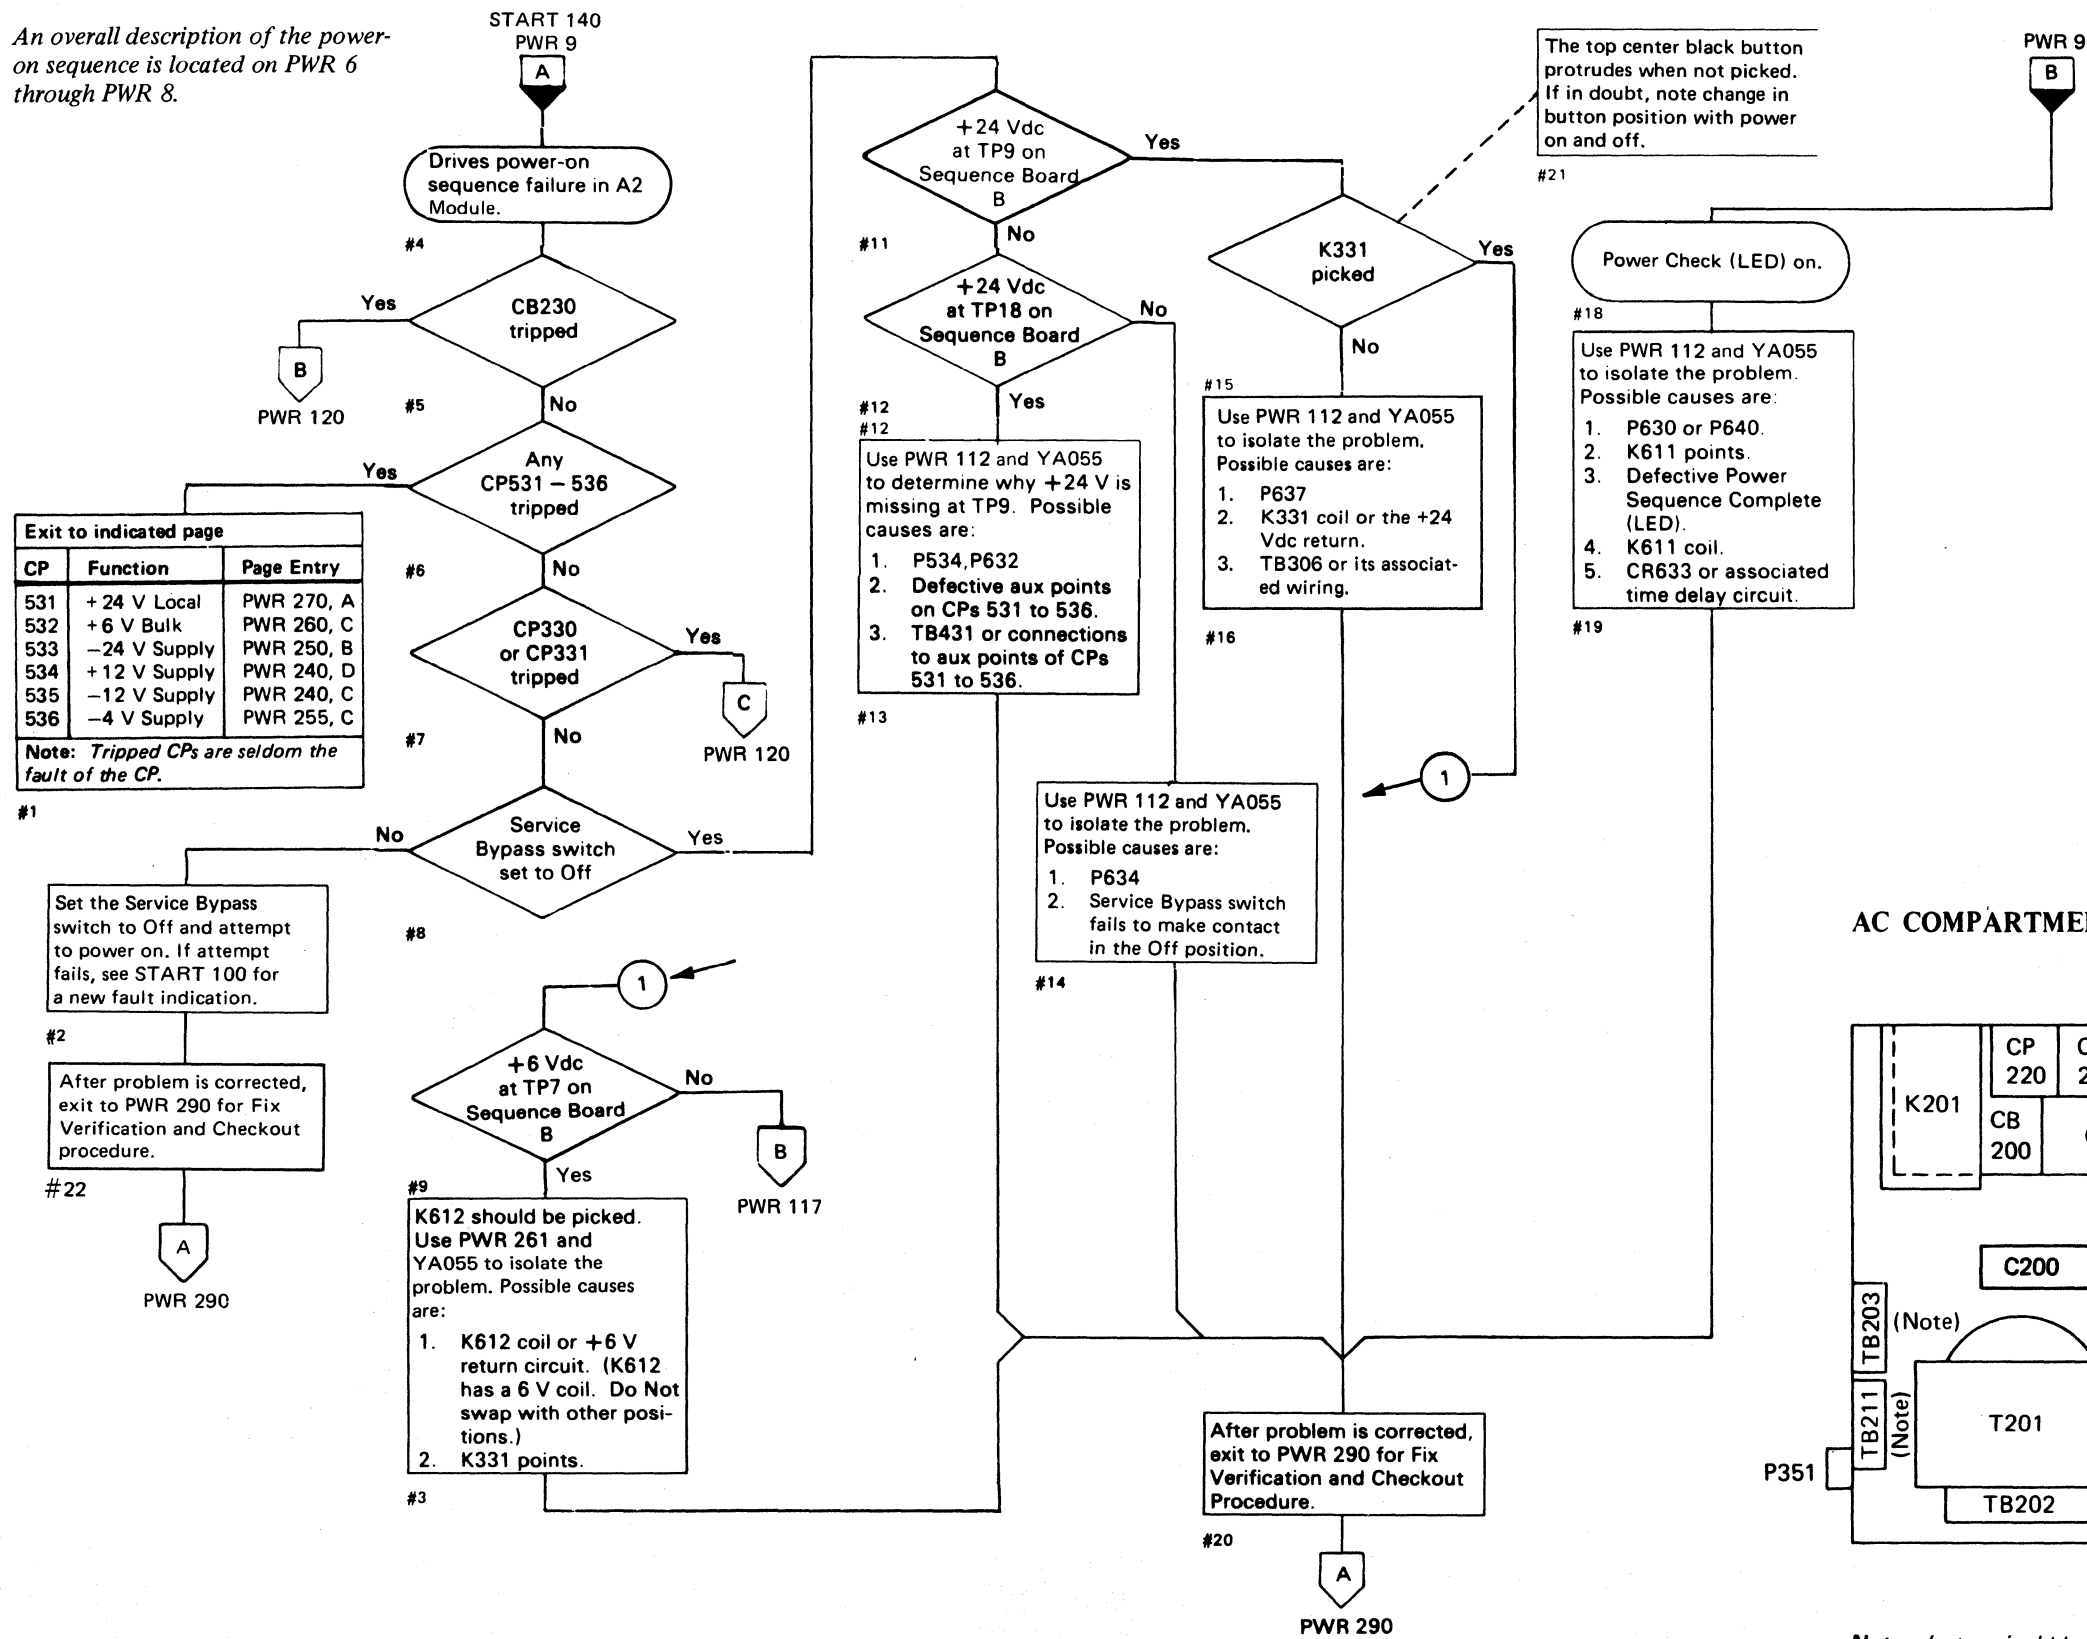 An overall description of the power-
on sequence is located on PWR 6
through PWR 8.
START 140
PWR 9
A
Drives power-on
sequence failure in A2
Module.
#4
CB230
tripped
Yes
B
PWR 120
#5
No
Any
CP531 – 536
tripped
Yes
Exit to indicated page
CP Function Page Entry
531 + 24 V Local PWR 270, A
532 +6 V Bulk PWR 260, C
533 –24 V Supply PWR 250, B
534 +12 V Supply PWR 240, D
535 –12 V Supply PWR 240, C
536 –4 V Supply PWR 255, C
Note: Tripped CPs are seldom the
fault of the CP.
#1
#6
No
CP330
or CP331
tripped
Yes
C
PWR 120
#7
No
Service
Bypass switch
set to Off
No
Yes
#8
Set the Service Bypass
switch to Off and attempt
to power on. If attempt
fails, see START 100 for
a new fault indication.
#2
After problem is corrected,
exit to PWR 290 for Fix
Verification and Checkout
procedure.
#22
A
PWR 290
1
+6 Vdc
at TP7 on
Sequence Board
B
No
B
PWR 117
Yes
#9
K612 should be picked.
Use PWR 261 and
YA055 to isolate the
problem. Possible causes
are:
1. K612 coil or +6 V
return circuit. (K612
has a 6 V coil. Do Not
swap with other posi-
tions.)
2. K331 points.
#3
+24 Vdc
at TP9 on
Sequence Board
B
Yes
#11
No
+24 Vdc
at TP18 on
Sequence Board
B
No
#12
Yes
#12
Use PWR 112 and YA055
to determine why +24 V is
missing at TP9. Possible
causes are:
1. P534,P632
2. Defective aux points
on CPs 531 to 536.
3. TB431 or connections
to aux points of CPs
531 to 536.
#13
Use PWR 112 and YA055
to isolate the problem.
Possible causes are:
1. P634
2. Service Bypass switch
fails to make contact
in the Off position.
#14
The top center black button
protrudes when not picked.
If in doubt, note change in
button position with power
on and off.
#21
K331
picked
Yes
No
#15
Use PWR 112 and YA055
to isolate the problem.
Possible causes are:
1. P637
2. K331 coil or the +24
Vdc return.
3. TB306 or its associat-
ed wiring.
#16
1
PWR 9
B
Power Check (LED) on.
#18
Use PWR 112 and YA055
to isolate the problem.
Possible causes are:
1. P630 or P640.
2. K611 points.
3. Defective Power
Sequence Complete
(LED).
4. K611 coil.
5. CR633 or associated
time delay circuit.
#19
After problem is corrected,
exit to PWR 290 for Fix
Verification and Checkout
Procedure.
#20
A
PWR 290
AC COMPARTME
K201
CP
220
CB
200
C200
TB203
(Note)
TB211
(Note)
T201
P351
TB202